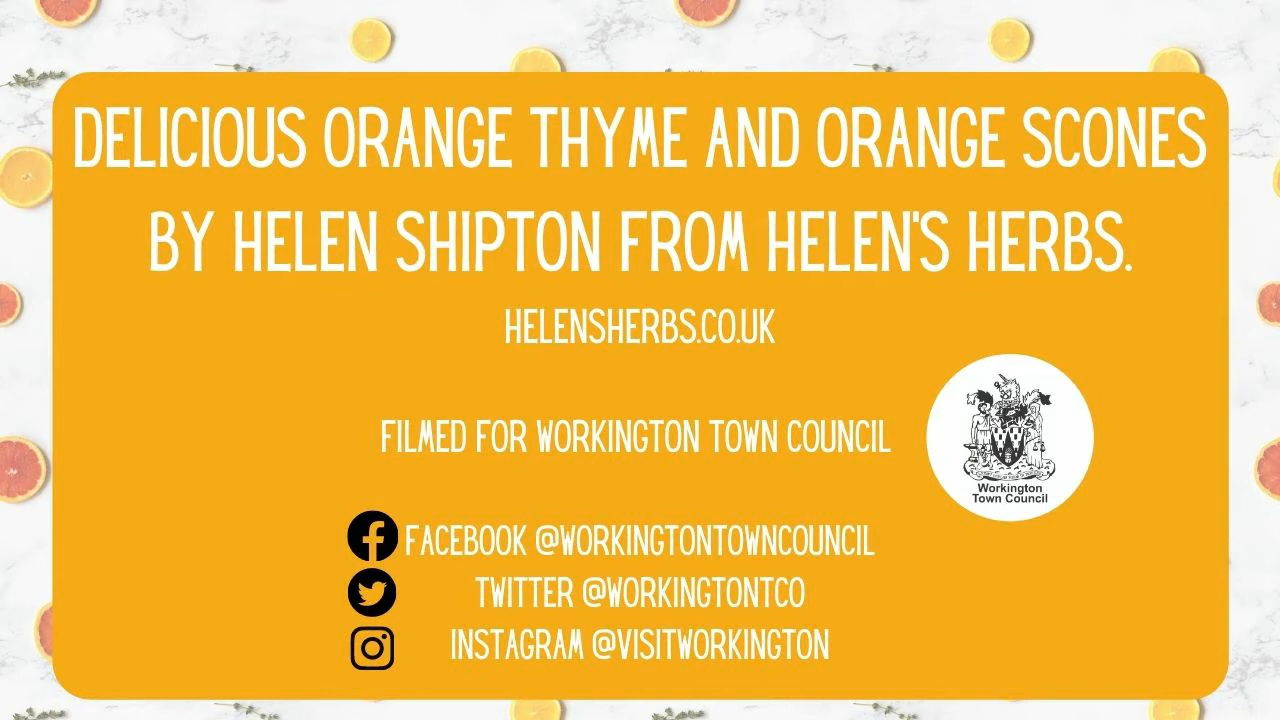 DELICIOUS ORANGE THYME AND ORANGE SCONES
BY HELEN SHIPTON FROM HELEN'S HERBS.
HELENSHERBS.CO.UK
FILMED FOR WORKINGTON TOWN COUNCIL
Workington
Town Council
FACEBOOK @WORKINGTONTOWNCOUNCIL
TWITTER @WORKINGTONTCO
INSTAGRAM @VISITWORKINGTON